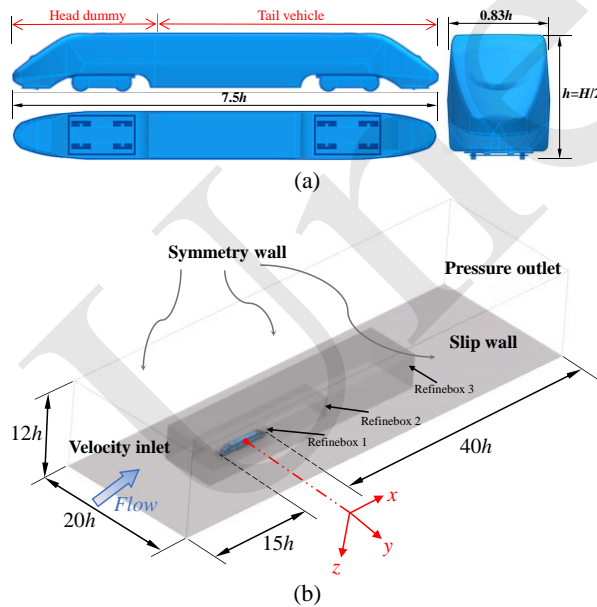 Head dummy Tail vehicle
0.83h
7.5h
h=H/2
(a)
Symmetry wall
Pressure outlet
Slip wall
Refinebox 3
Refinebox 2
Refinebox 1
12h
Velocity inlet
40h
Flow
x
20h
15h
y
z
(b)